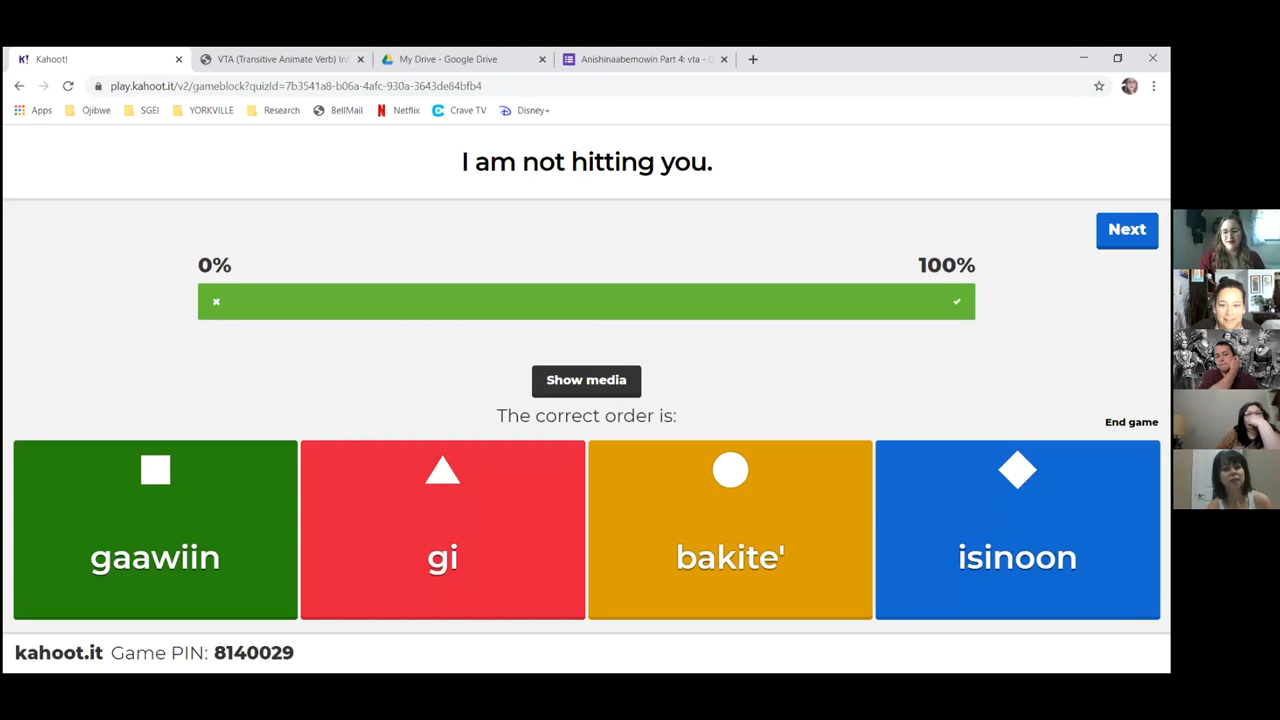 Kahoot!
VTA (Transitive Animate Verb) Inf
My Drive - Google Drive
Anishinaabemowin Part 4: vta - G
play.kahoot.it/v2/gameblock?quizId=7b3541a8-b06a-4afc-930a-3643de84bfb4
Apps Ojibwe SGEI YORKVILLE Research BellMail Netflix Crave TV Disney+
I am not hitting you.
Next
0% 100%
Show media
The correct order is:
End game
gaawiin gi bakite' isinoon
kahoot.it Game PIN: 8140029